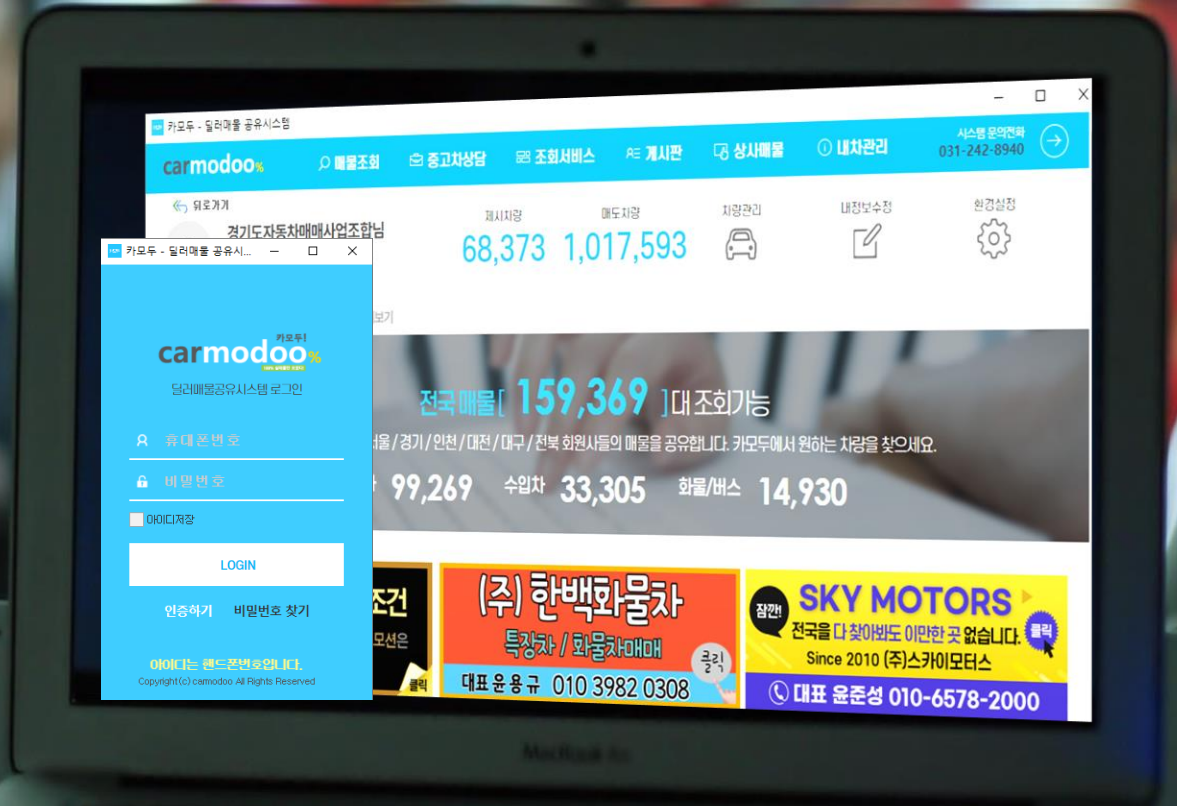 카모두 - 딜러매물 공유시스템
carmodoo%
매물조회
중고차상담
조회서비스
게시판
상사매물
내차관리
시스템 문의전화
031-242-8940
뒤로가기
경기도자동차매매사업조합님
제시차량
68,373
매도차량
1,017,593
차량관리
내정보수정
환경설정
보기
전국 매물[ 159,369 ]대 조회가능
서울/경기/인천/대전/대구/전북 회원사들의 매물을 공유합니다. 카모두에서 원하는 차량을 찾으세요.
99,269
수입차 33,305
화물/버스 14,930
조건
모션은
클릭
(주) 한백화물차
특장차 / 화물차매매
클릭
대표 윤용규 010 3982 0308
잠깐!
SKY MOTORS
전국을 다 찾아봐도 이만한 곳 없습니다.
클릭
Since 2010 (주)스카이모터스
대표 윤준성 010-6578-2000
카모두 - 딜러매물 공유시...
카모두!
carmodoo%
딜러매물공유시스템 로그인
휴대폰번호
비밀번호
아이디저장
LOGIN
인증하기 비밀번호 찾기
아이디는 핸드폰번호입니다.
Copyright (c) carmodoo All Rights Reserved